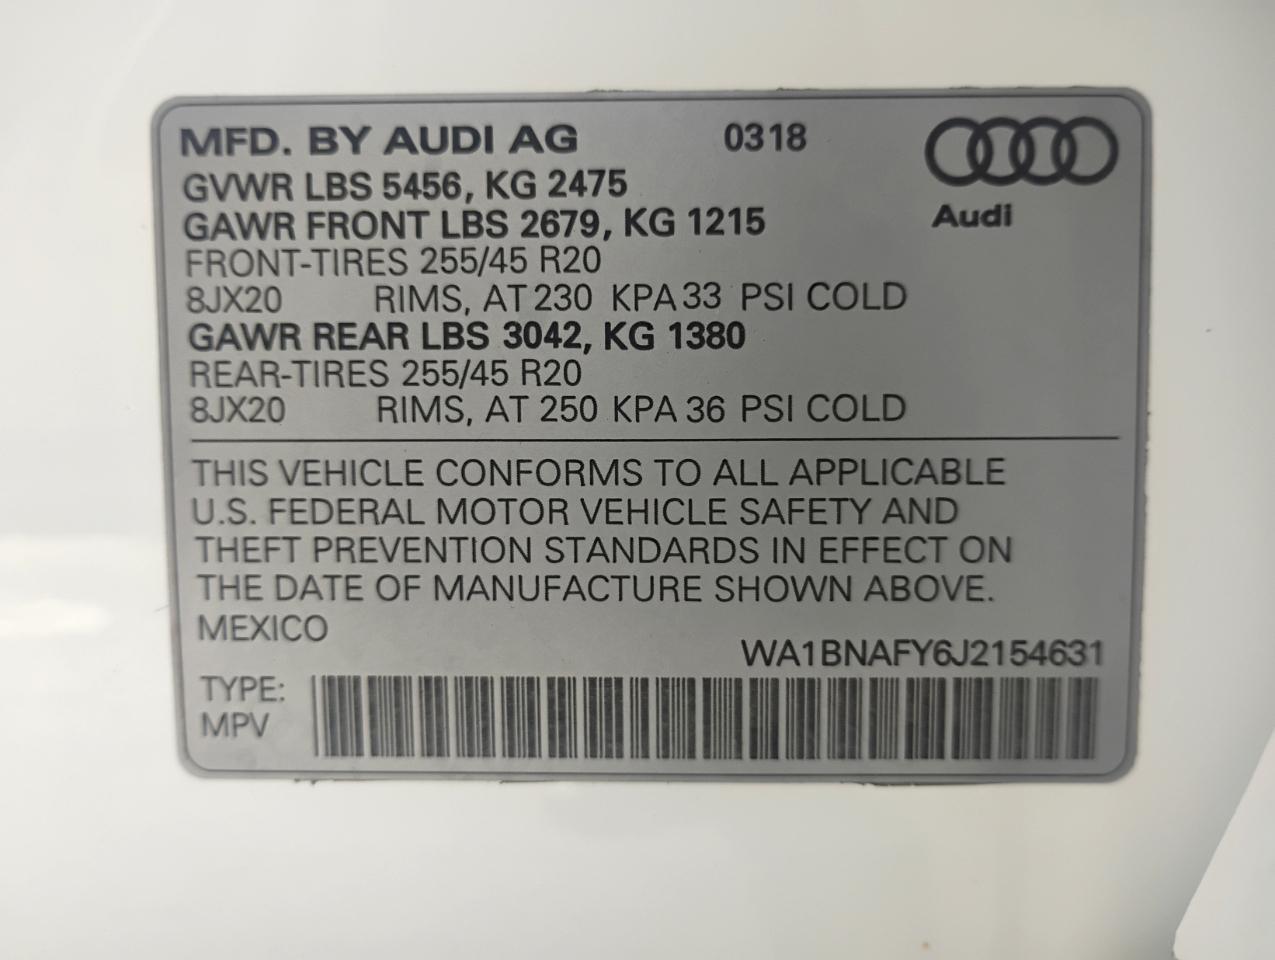 MFD. BY AUDI AG 0318
GVWR LBS 5456, KG 2475
GAWR FRONT LBS 2679, KG 1215
Audi
FRONT-TIRES 255/45 R20
8JX20 RIMS, AT 230 KPA 33 PSI COLD
GAWR REAR LBS 3042, KG 1380
REAR-TIRES 255/45 R20
8JX20 RIMS, AT 250 KPA 36 PSI COLD
THIS VEHICLE CONFORMS TO ALL APPLICABLE
U.S. FEDERAL MOTOR VEHICLE SAFETY AND
THEFT PREVENTION STANDARDS IN EFFECT ON
THE DATE OF MANUFACTURE SHOWN ABOVE.
MEXICO
WA1BNAFY6J2154631
TYPE:
MPV